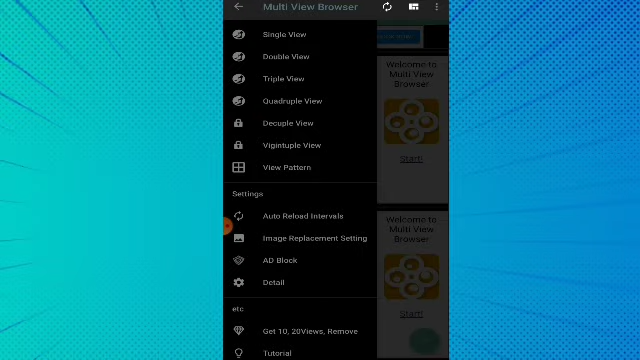 Multi View Browser
Single View
Double View
Triple View
Quadruple View
Decuple View
Vigintuple View
View Pattern
Settings
Auto Reload Intervals
Image Replacement Setting
AD Block
Detail
etc
Get 10, 20Views, Remove
Tutorial
Welcome to
Multi View
Browser
Start!
Welcome to
Multi View
Browser
Start!